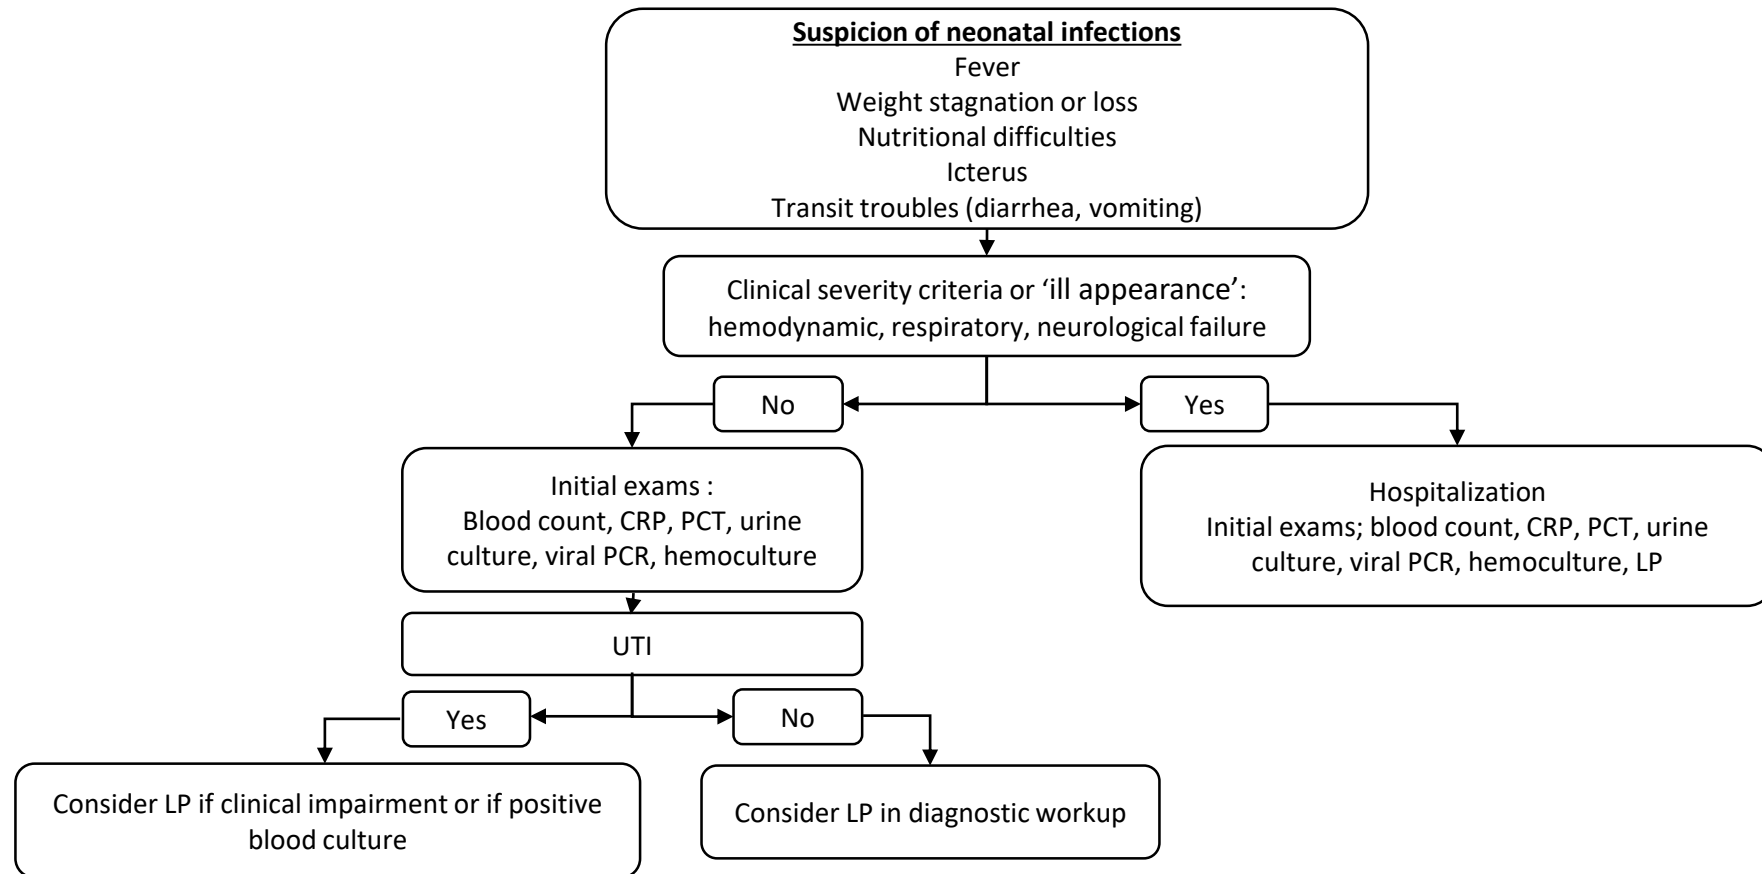 Suspicion of neonatal infections
Fever
Weight stagnation or loss
Nutritional difficulties
Icterus
Transit troubles (diarrhea, vomiting)
Clinical severity criteria or ‘ill appearance’:
hemodynamic, respiratory, neurological failure
No
Yes
Initial exams :
Blood count, CRP, PCT, urine
culture, viral PCR, hemoculture
Hospitalization
Initial exams; blood count, CRP, PCT, urine
culture, viral PCR, hemoculture, LP
UTI
Yes
No
Consider LP if clinical impairment or if positive
blood culture
Consider LP in diagnostic workup